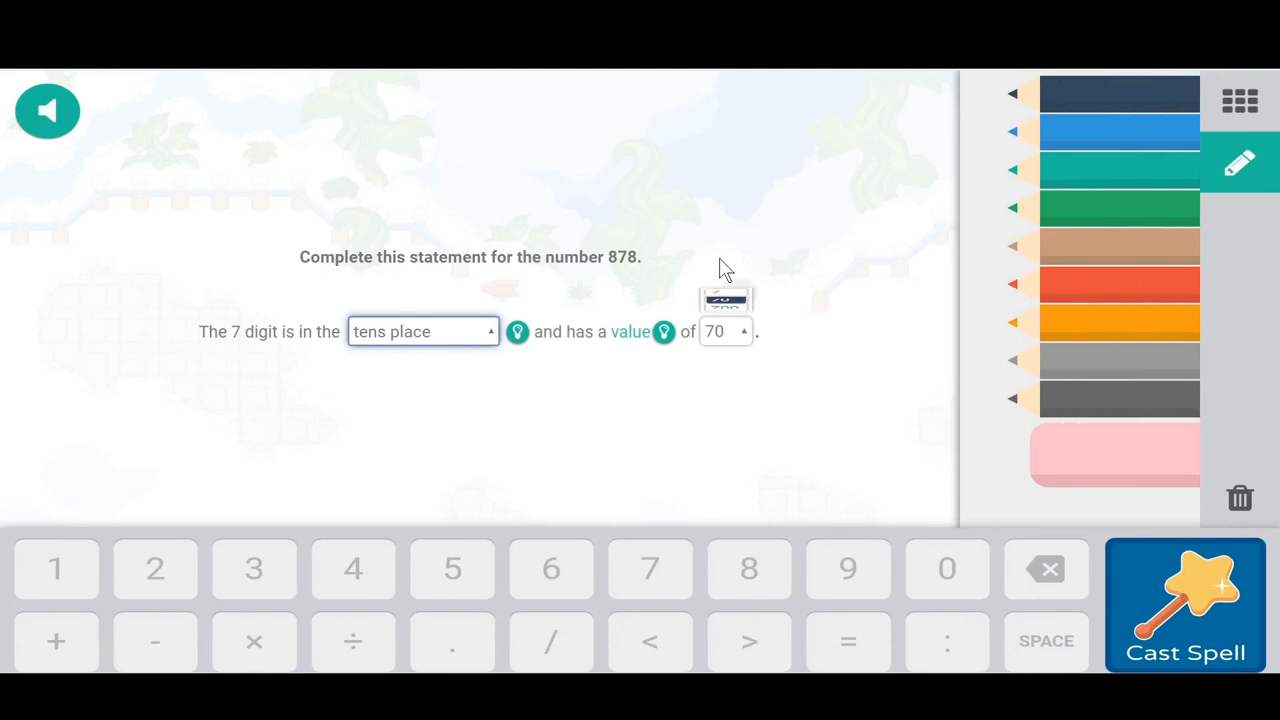 Complete this statement for the number 878.
The 7 digit is in the tens place and has a value of 70 .
1 2 3 4 5 6 7 8 9 0
+ - × ÷ . / < > = : SPACE
Cast Spell